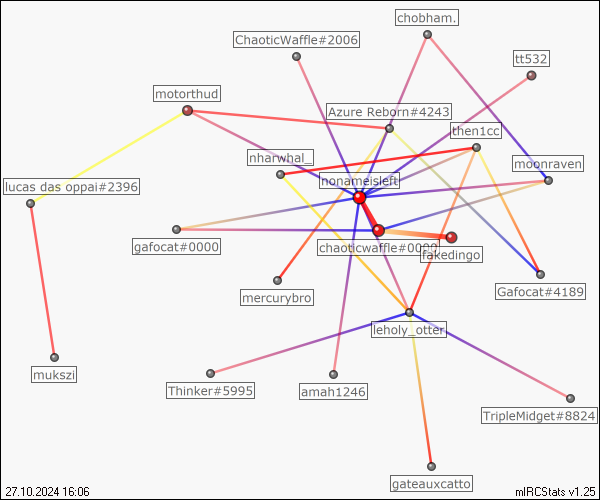 chobham.
ChaoticWaffle#2006
tt532
motorthud
Azure Reborn#4243
then1cc
nharwhal_
moonraven
nonameisleft
lucas das oppai#2396
gafocat#0000
chaoticwaffle#0000
fakedingo
mercurybro
Gafocat#4189
leholy_otter
mukszi
Thinker#5995
amah1246
TripleMidget#8824
gateauxcatto
27.10.2024 16:06
mIRCStats v1.25